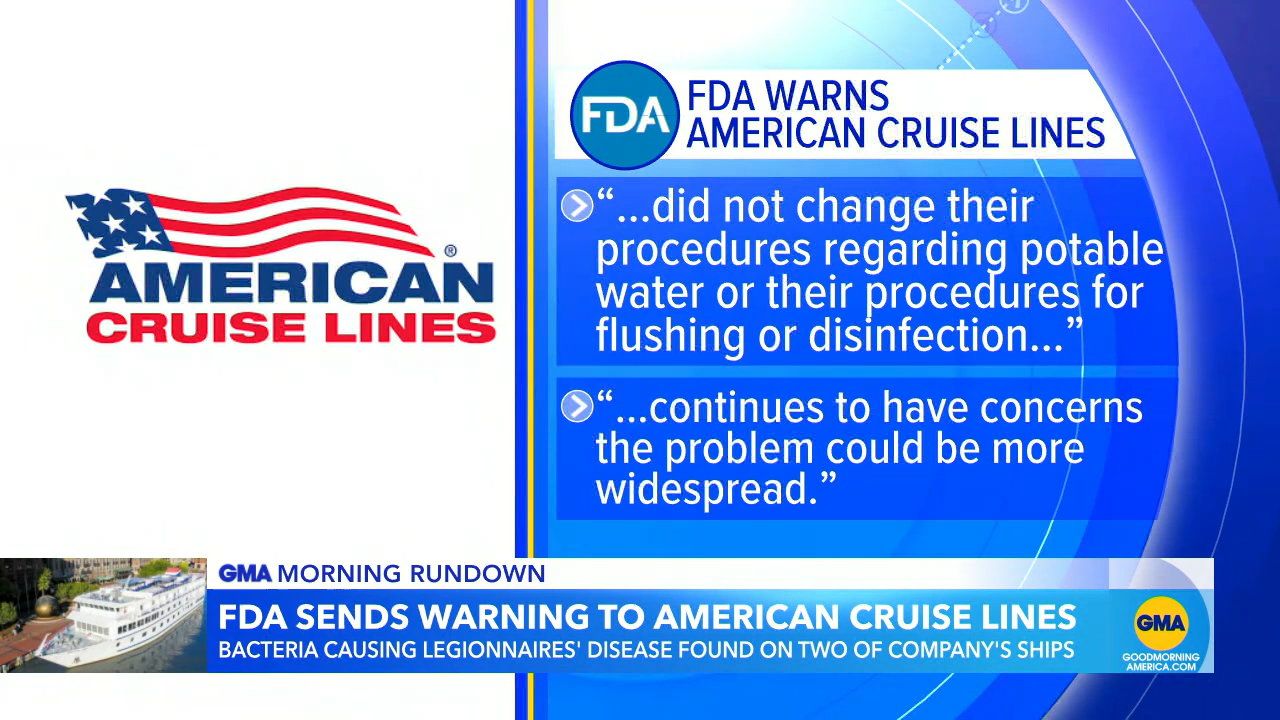 AMERICAN
CRUISE LINES
®
FDA
FDA WARNS
AMERICAN CRUISE LINES
“...did not change their
procedures regarding potable
water or their procedures for
flushing or disinfection...”
“...continues to have concerns
the problem could be more
widespread.”
GMA MORNING RUNDOWN
FDA SENDS WARNING TO AMERICAN CRUISE LINES
BACTERIA CAUSING LEGIONNAIRES' DISEASE FOUND ON TWO OF COMPANY'S SHIPS
GMA
GOODMORNING
AMERICA.COM